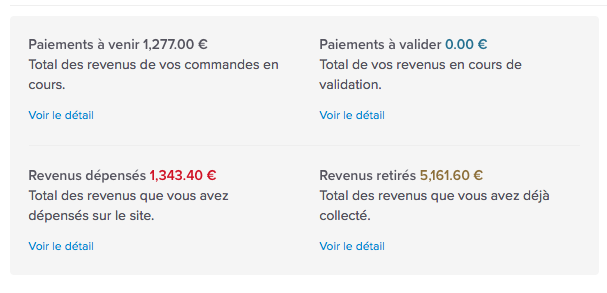 Paiements à venir 1,277.00 €
Total des revenus de vos commandes en
cours.
Voir le détail
Paiements à valider 0.00 €
Total de vos revenus en cours de
validation.
Voir le détail
Revenus dépensés 1,343.40 €
Total des revenus que vous avez
dépensés sur le site.
Voir le détail
Revenus retirés 5,161.60 €
Total des revenus que vous avez déjà
collecté.
Voir le détail